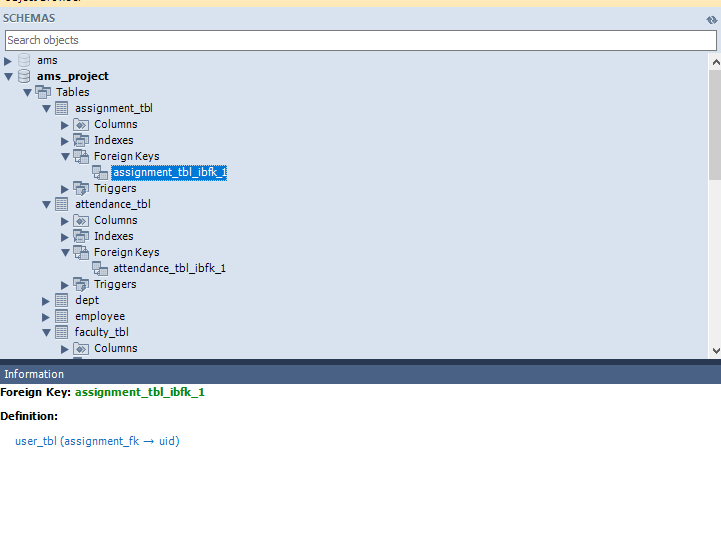 SCHEMAS
Search objects
ams
ams_project
Tables
assignment_tbl
Columns
Indexes
Foreign Keys
assignment_tbl_ibfk_1
Triggers
attendance_tbl
Columns
Indexes
Foreign Keys
attendance_tbl_ibfk_1
Triggers
dept
employee
faculty_tbl
Columns
Information
Foreign Key: assignment_tbl_ibfk_1
Definition:
user_tbl (assignment_fk → uid)